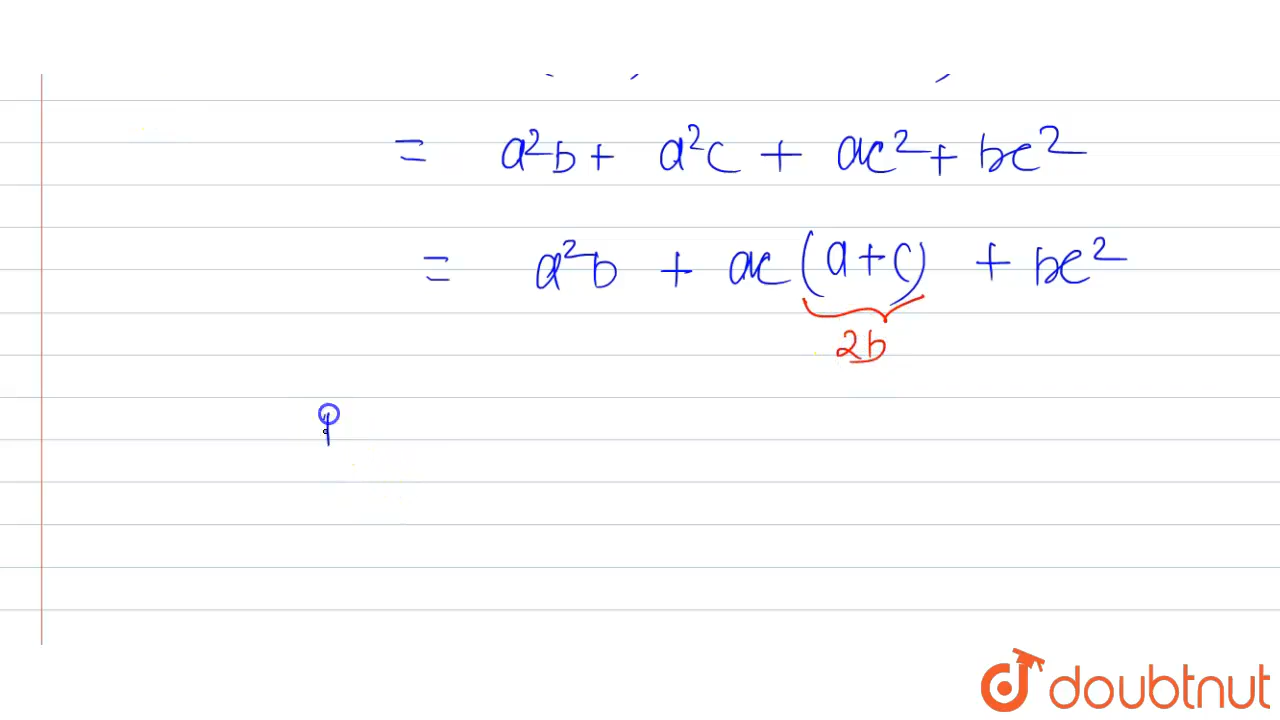 = a²b + a²c + ac² + bc²
= a²b + ac (a+c) + bc²
2b
doubtnut